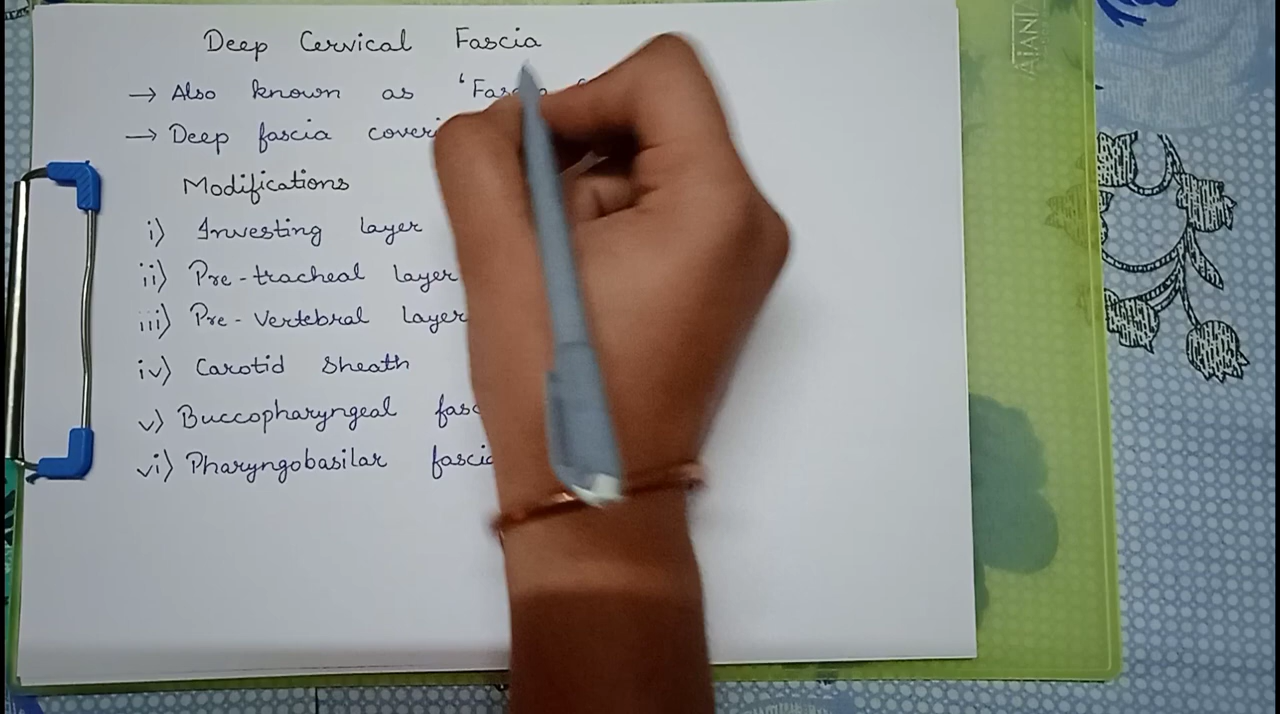 Deep Cervical Fascia
→ Also known as
→ Deep fascia
Modifications
i) Investing layer
ii) Pre-tracheal layer
iii) Pre-Vertebral Layer
iv) Carotid Sheath
v) Buccopharyngeal
vi) Pharyngobasilar fascia